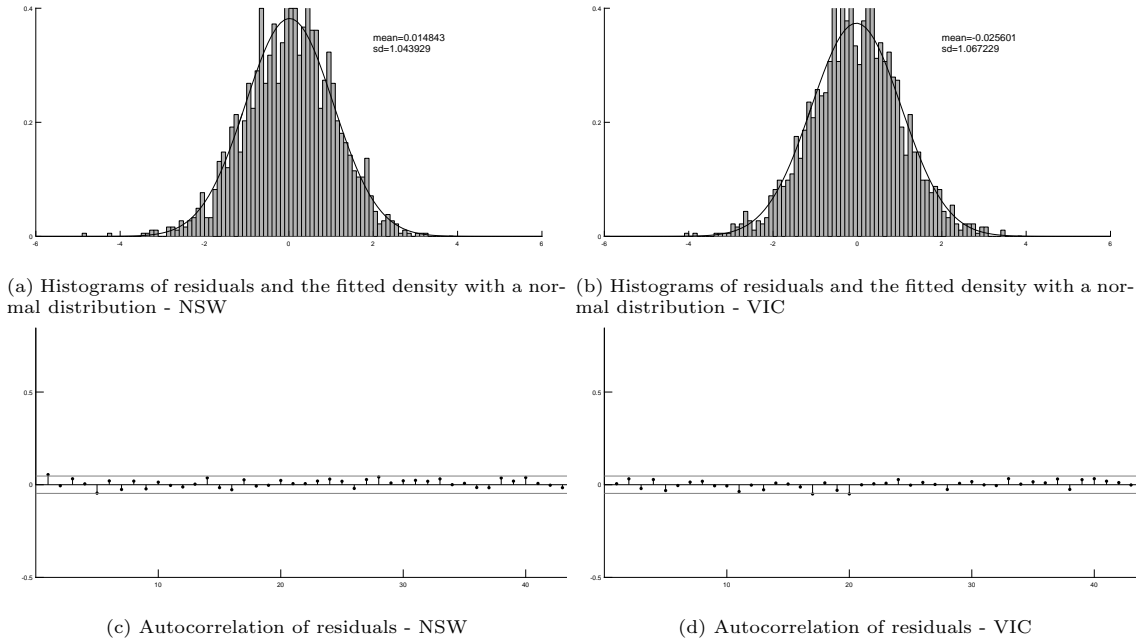 0.4
mean=0.014843
sd=1.043929
0.2
0
-6 -4 -2 0 2 4 6
0.4
mean=-0.025601
sd=1.067229
0.2
0
-6 -4 -2 0 2 4 6
(a) Histograms of residuals and the fitted density with a nor-
mal distribution - NSW
(b) Histograms of residuals and the fitted density with a nor-
mal distribution - VIC
0.5
0
-0.5
10 20 30 40
0.5
0
-0.5
10 20 30 40
(c) Autocorrelation of residuals - NSW
(d) Autocorrelation of residuals - VIC